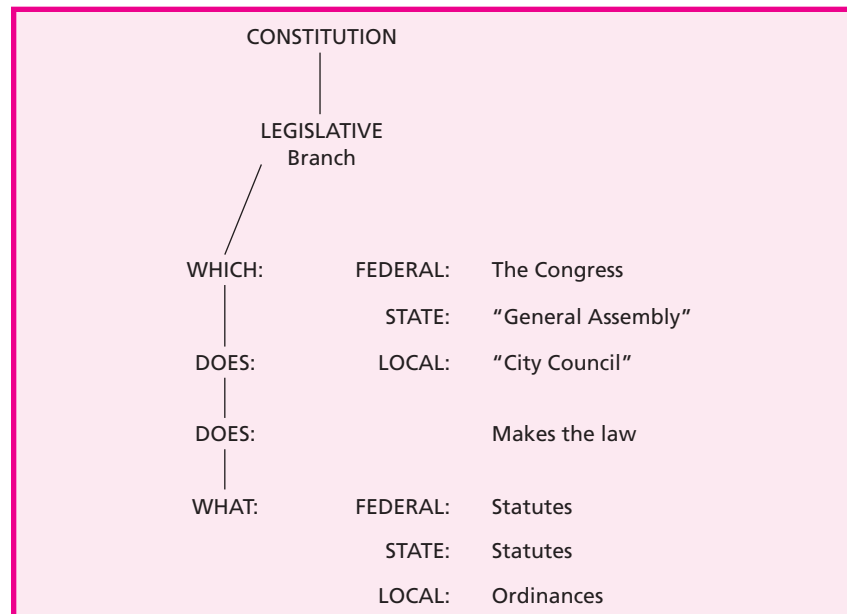 CONSTITUTION
LEGISLATIVE
Branch
WHICH: FEDERAL: The Congress
STATE: “General Assembly”
DOES: LOCAL: “City Council”
DOES: Makes the law
WHAT: FEDERAL: Statutes
STATE: Statutes
LOCAL: Ordinances